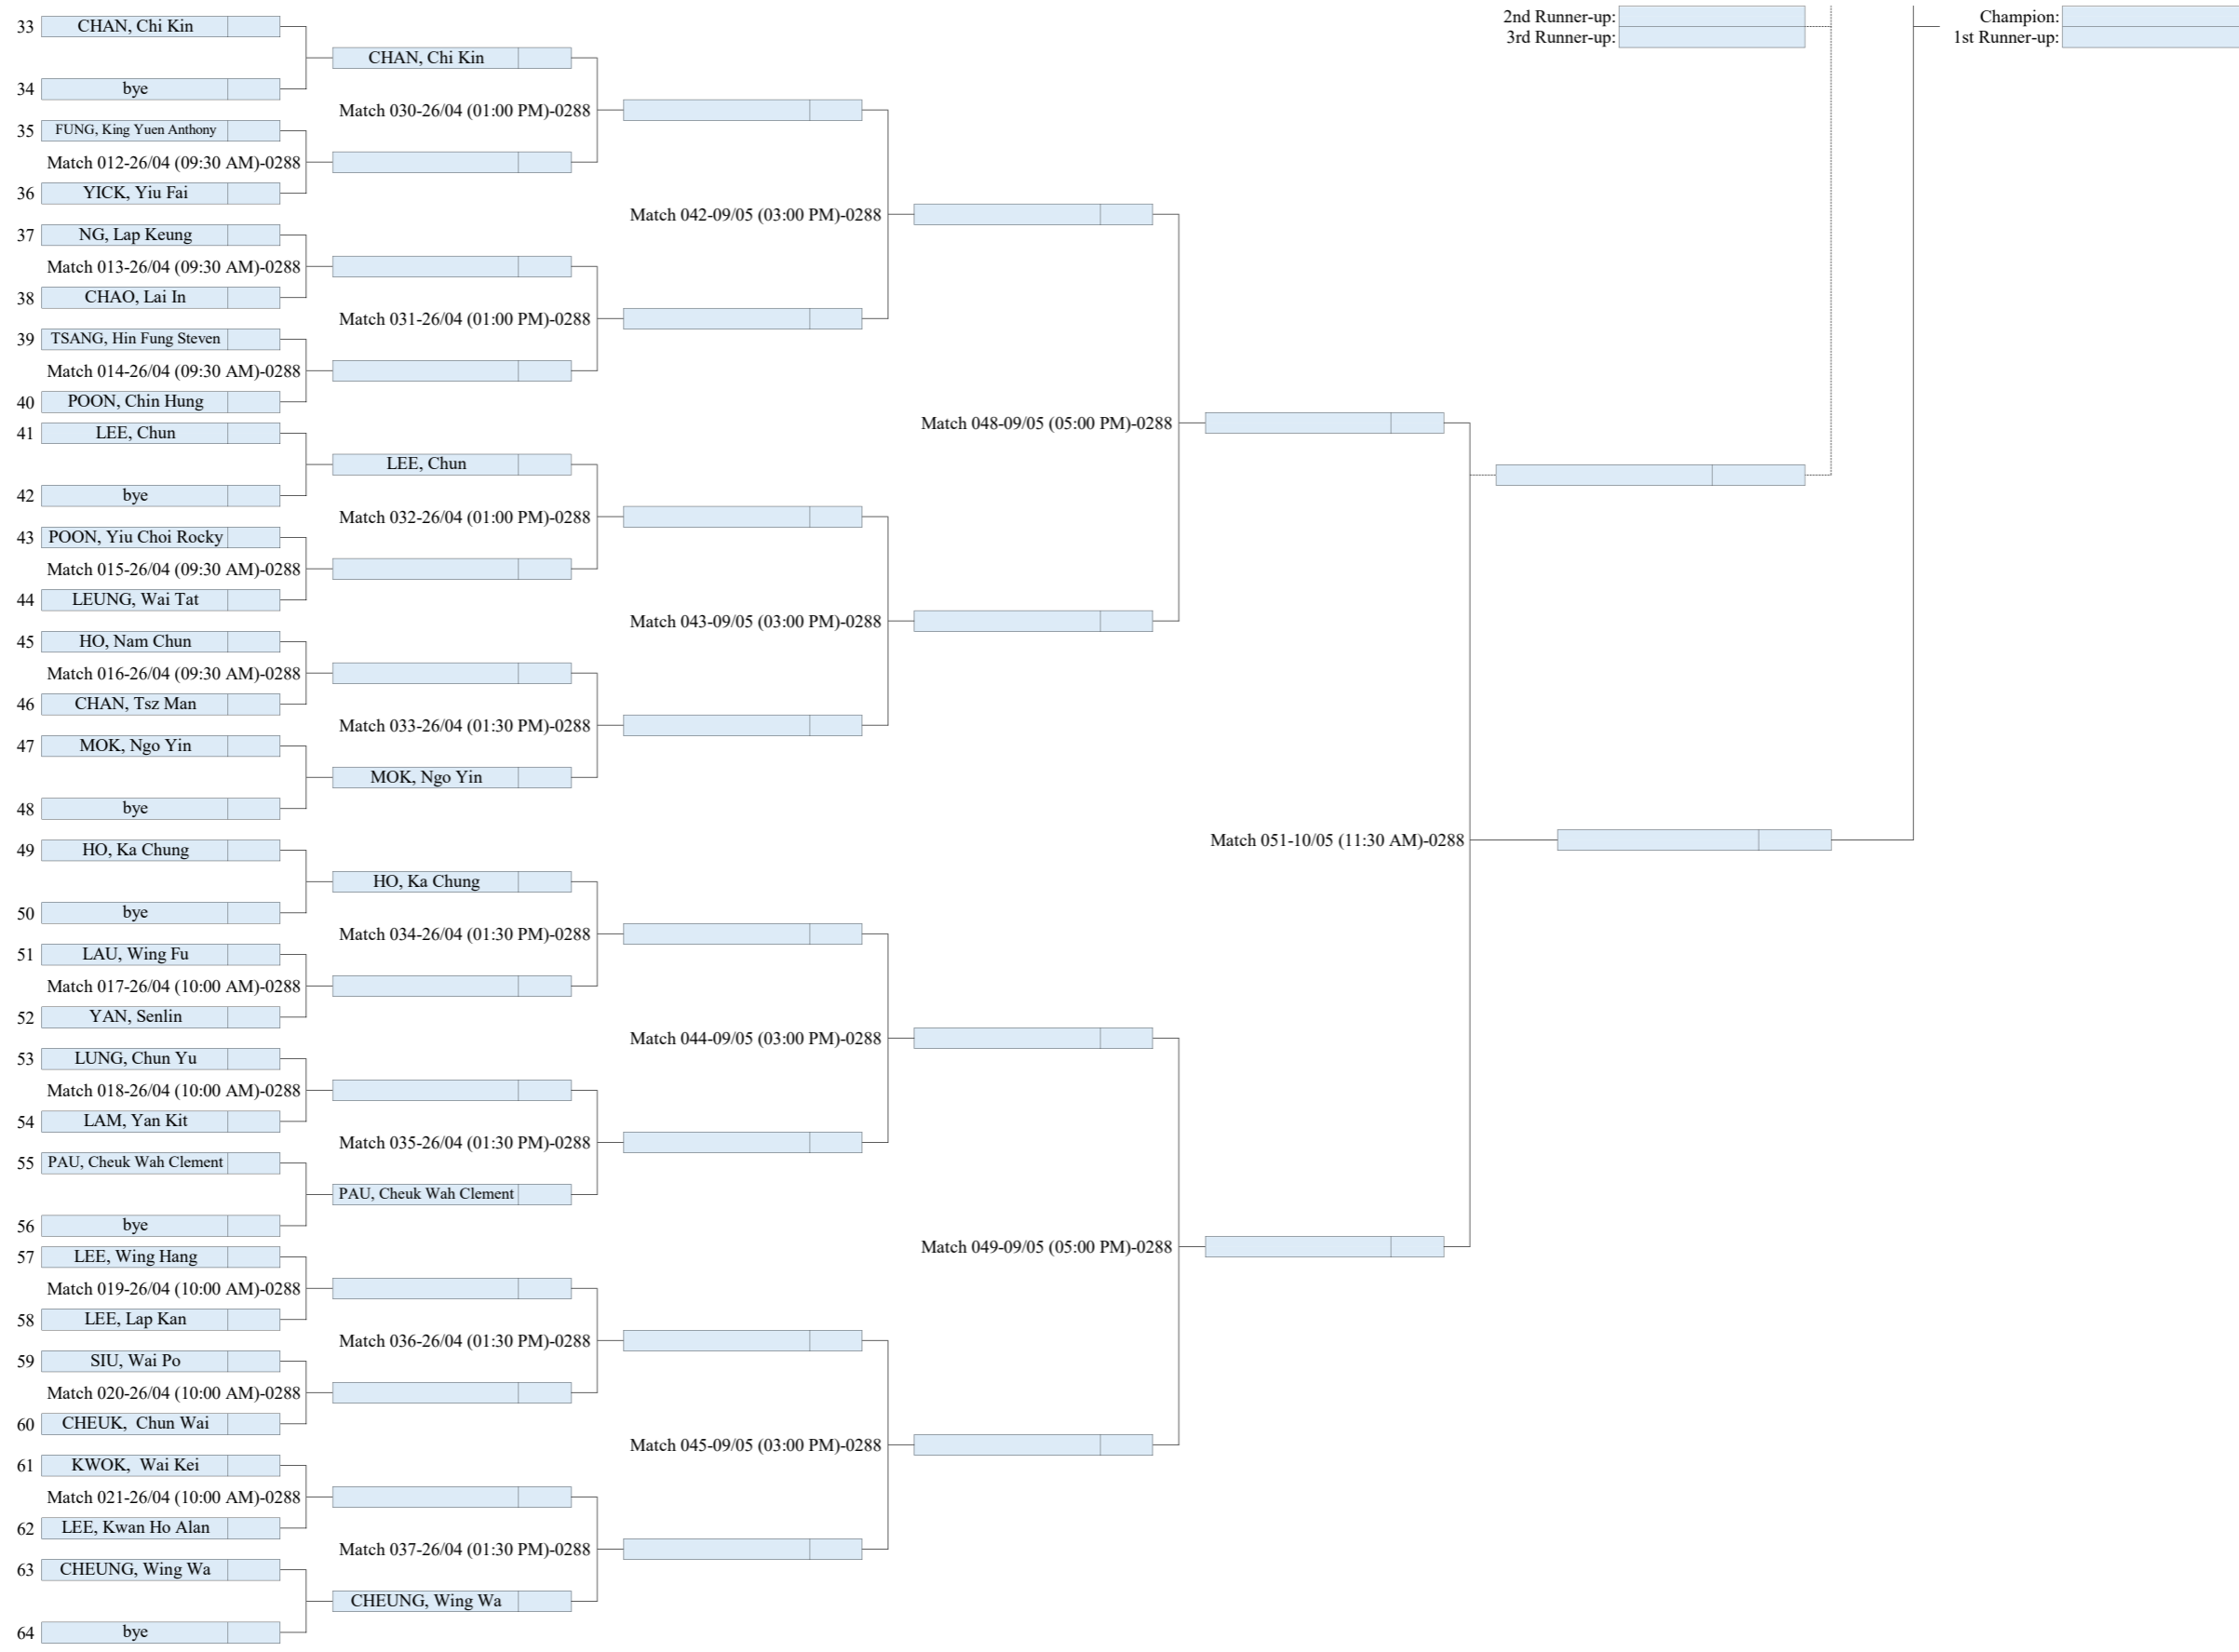 2nd Runner-up:
Champion:
3rd Runner-up:
1st Runner-up:
33 CHAN, Chi Kin
CHAN, Chi Kin
34 bye
Match 030-26/04 (01:00 PM)-0288
35 FUNG, King Yuen Anthony
Match 012-26/04 (09:30 AM)-0288
36 YICK, Yiu Fai
Match 042-09/05 (03:00 PM)-0288
37 NG, Lap Keung
Match 013-26/04 (09:30 AM)-0288
38 CHAO, Lai In
Match 031-26/04 (01:00 PM)-0288
39 TSANG, Hin Fung Steven
Match 014-26/04 (09:30 AM)-0288
40 POON, Chin Hung
Match 048-09/05 (05:00 PM)-0288
41 LEE, Chun
LEE, Chun
42 bye
Match 032-26/04 (01:00 PM)-0288
43 POON, Yiu Choi Rocky
Match 015-26/04 (09:30 AM)-0288
44 LEUNG, Wai Tat
Match 043-09/05 (03:00 PM)-0288
45 HO, Nam Chun
Match 016-26/04 (09:30 AM)-0288
46 CHAN, Tsz Man
Match 033-26/04 (01:30 PM)-0288
47 MOK, Ngo Yin
MOK, Ngo Yin
48 bye
Match 051-10/05 (11:30 AM)-0288
49 HO, Ka Chung
HO, Ka Chung
50 bye
Match 034-26/04 (01:30 PM)-0288
51 LAU, Wing Fu
Match 017-26/04 (10:00 AM)-0288
52 YAN, Senlin
Match 044-09/05 (03:00 PM)-0288
53 LUNG, Chun Yu
Match 018-26/04 (10:00 AM)-0288
54 LAM, Yan Kit
Match 035-26/04 (01:30 PM)-0288
55 PAU, Cheuk Wah Clement
PAU, Cheuk Wah Clement
56 bye
Match 049-09/05 (05:00 PM)-0288
57 LEE, Wing Hang
Match 019-26/04 (10:00 AM)-0288
58 LEE, Lap Kan
Match 036-26/04 (01:30 PM)-0288
59 SIU, Wai Po
Match 020-26/04 (10:00 AM)-0288
60 CHEUK, Chun Wai
Match 045-09/05 (03:00 PM)-0288
61 KWOK, Wai Kei
Match 021-26/04 (10:00 AM)-0288
62 LEE, Kwan Ho Alan
Match 037-26/04 (01:30 PM)-0288
63 CHEUNG, Wing Wa
CHEUNG, Wing Wa
64 bye